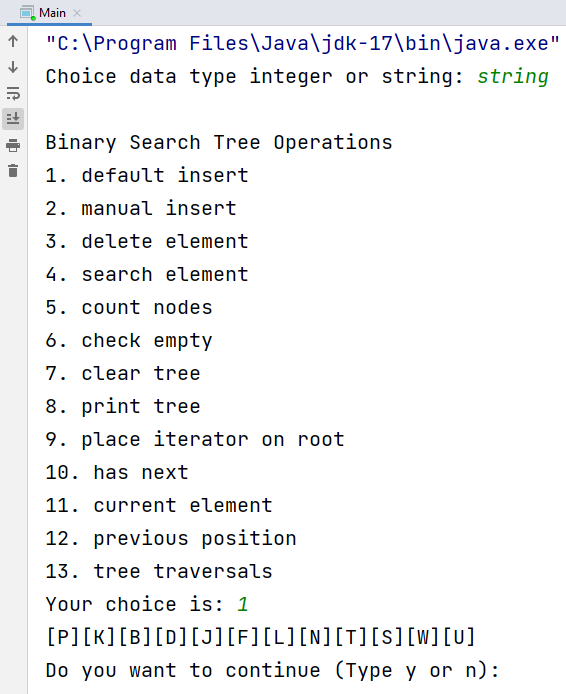 Main
"C:\Program Files\Java\jdk-17\bin\java.exe"
Choice data type integer or string: string
Binary Search Tree Operations
1. default insert
2. manual insert
3. delete element
4. search element
5. count nodes
6. check empty
7. clear tree
8. print tree
9. place iterator on root
10. has next
11. current element
12. previous position
13. tree traversals
Your choice is: 1
[P][K][B][D][J][F][L][N][T][S][W][U]
Do you want to continue (Type y or n):